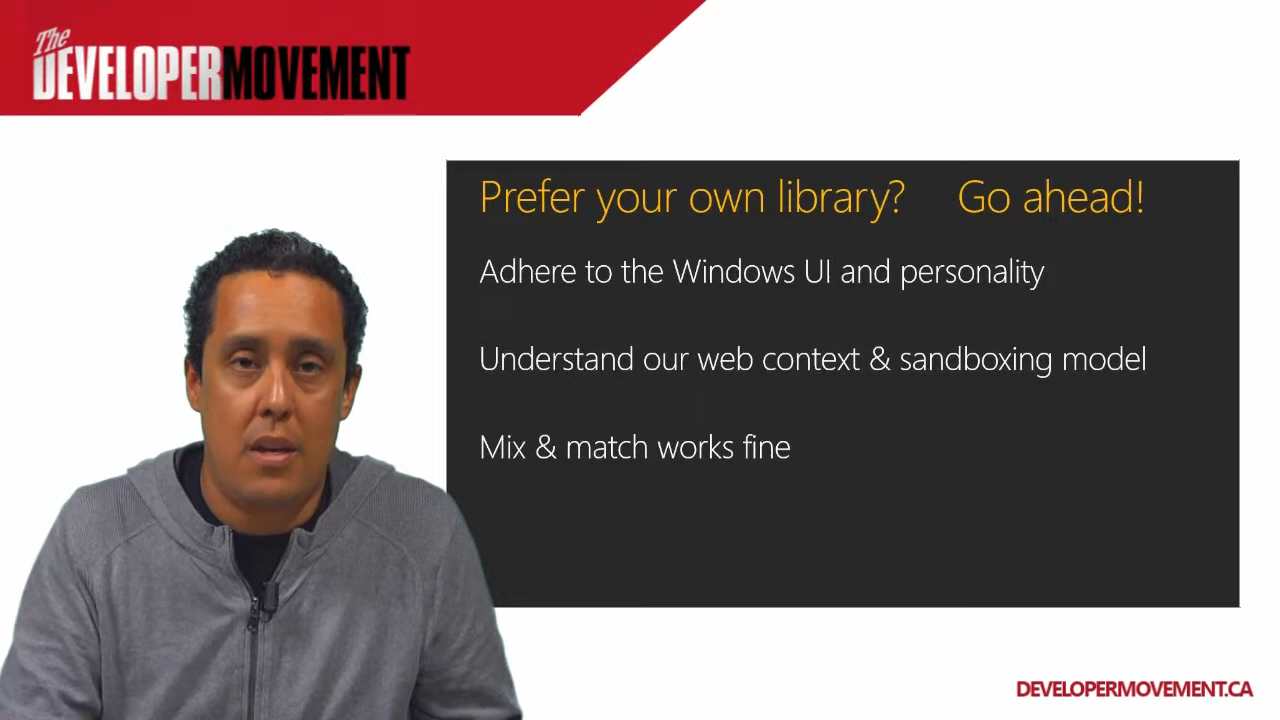 The
DEVELOPERMOVEMENT
Prefer your own library? Go ahead!
Adhere to the Windows UI and personality
Understand our web context & sandboxing model
Mix & match works fine
DEVELOPERMOVEMENT.CA